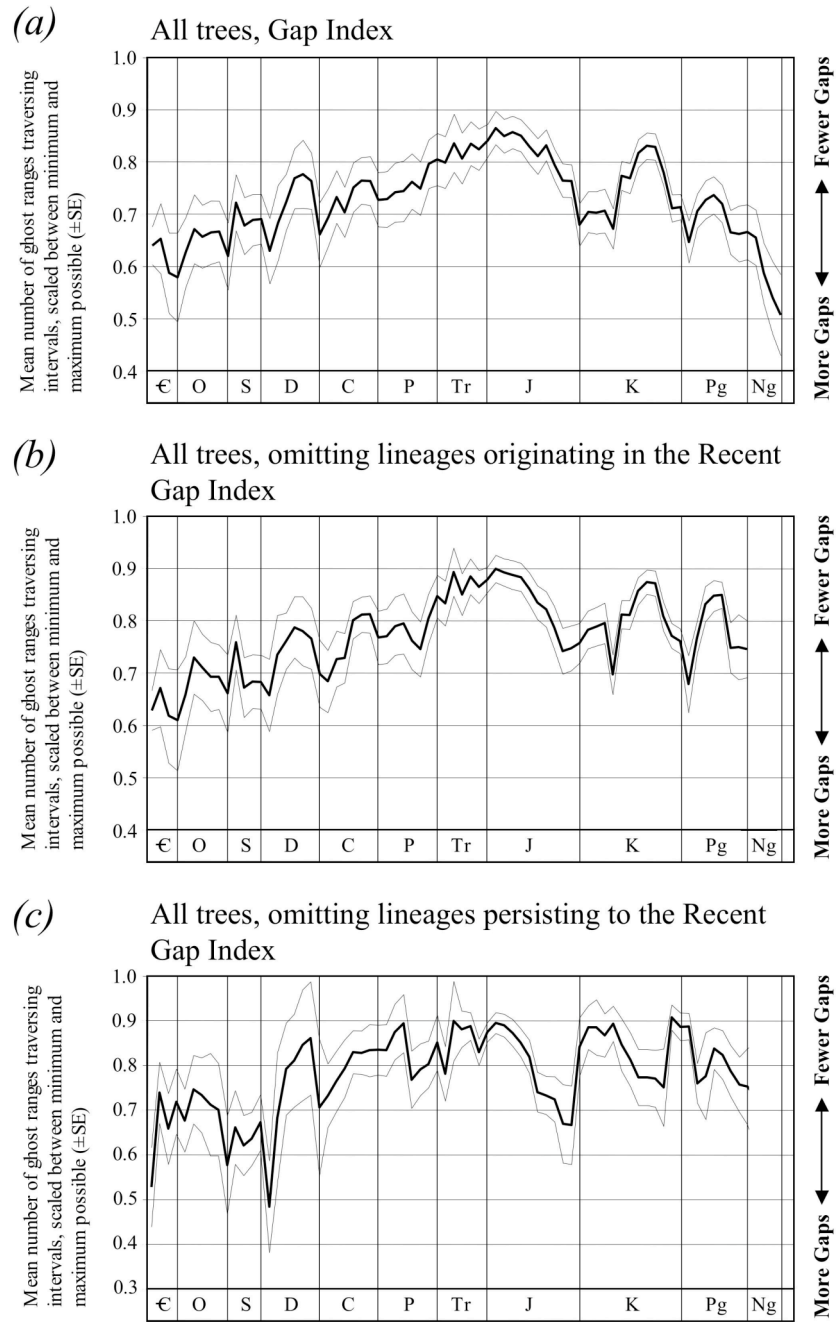 (a)
All trees, Gap Index
Mean number of ghost ranges traversing
intervals, scaled between minimum and
maximum possible (±SE)
1.0
0.9
0.8
0.7
0.6
0.5
0.4
Є O S D C P Tr J K Pg Ng
More Gaps ←→ Fewer Gaps
(b)
All trees, omitting lineages originating in the Recent
Gap Index
Mean number of ghost ranges traversing
intervals, scaled between minimum and
maximum possible (±SE)
1.0
0.9
0.8
0.7
0.6
0.5
0.4
Є O S D C P Tr J K Pg Ng
More Gaps ←→ Fewer Gaps
(c)
All trees, omitting lineages persisting to the Recent
Gap Index
Mean number of ghost ranges traversing
intervals, scaled between minimum and
maximum possible (±SE)
1.0
0.9
0.8
0.7
0.6
0.5
0.4
0.3
Є O S D C P Tr J K Pg Ng
More Gaps ←→ Fewer Gaps